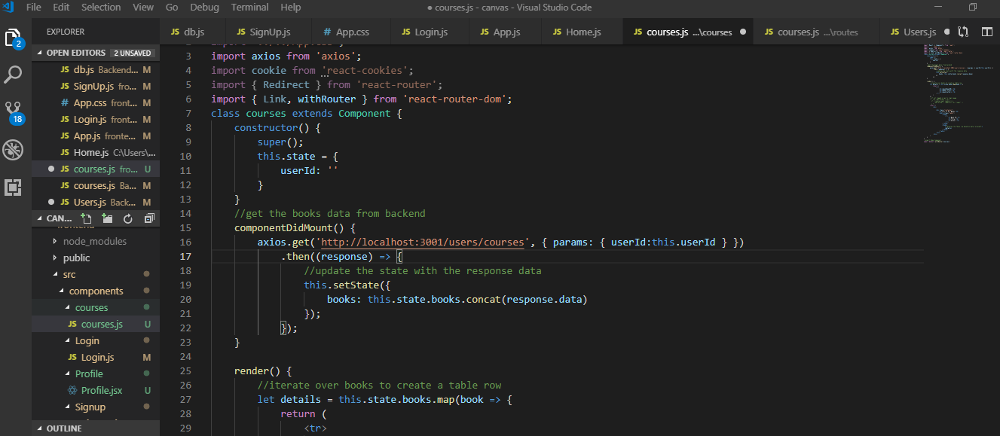 File Edit Selection View Go Debug Terminal Help
● courses.js - canvas - Visual Studio Code
EXPLORER
JS db.js
JS SignUp.js
# App.css
JS Login.js
JS App.js
JS Home.js
JS courses.js ...\courses ●
JS courses.js ...\routes
JS Users.js ●
2
18
OPEN EDITORS 2 UNSAVED
JS db.js Backend... M
JS SignUp.js fro... M
# App.css front... M
JS Login.js front... M
JS App.js fronte... M
JS Home.js C:\Users\...
● JS courses.js fro... U
JS courses.js Ba... M
● JS Users.js Back... M
CAN...
frontend
node_modules
public
src
components
courses
JS courses.js U
Login
JS Login.js M
Profile
Profile.jsx U
Signup
OUTLINE
3 import axios from 'axios';
4 import cookie from 'react-cookies';
5 import { Redirect } from 'react-router';
6 import { Link, withRouter } from 'react-router-dom';
7 class courses extends Component {
8 constructor() {
9 super();
10 this.state = {
11 userId: ''
12 }
13 }
14 //get the books data from backend
15 componentDidMount() {
16 axios.get('http://localhost:3001/users/courses', { params: { userId:this.userId } })
17 .then((response) => {
18 //update the state with the response data
19 this.setState({
20 books: this.state.books.concat(response.data)
21 });
22 });
23 }
24
25 render() {
26 //iterate over books to create a table row
27 let details = this.state.books.map(book => {
28 return (
29 <tr>